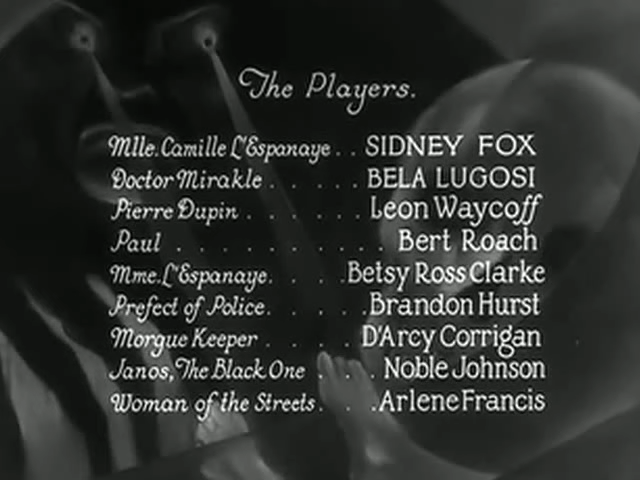 The Players.
Mlle. Camille L'Espanaye . . SIDNEY FOX
Doctor Mirakle . . . . . BELA LUGOSI
Pierre Dupin . . . . . . Leon Waycoff
Paul . . . . . . . . . . Bert Roach
Mme. L'Espanaye. . . . Betsy Ross Clarke
Prefect of Police. . . . . Brandon Hurst
Morgue Keeper . . . . D'Arcy Corrigan
Janos, The Black One . . . Noble Johnson
Woman of the Streets. . . Arlene Francis